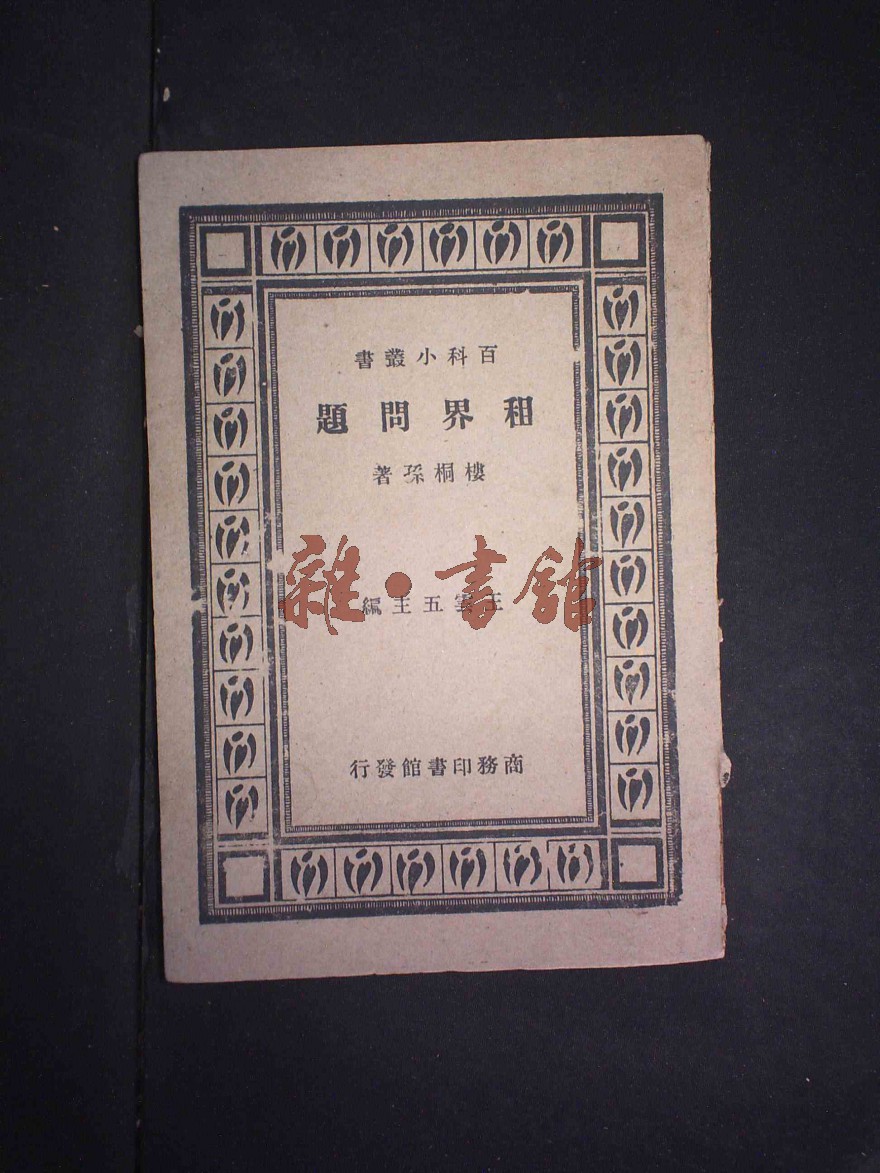 百科小叢書
租界問題
樓桐孫著
王雲五主編
雜·書館
商務印書館發行